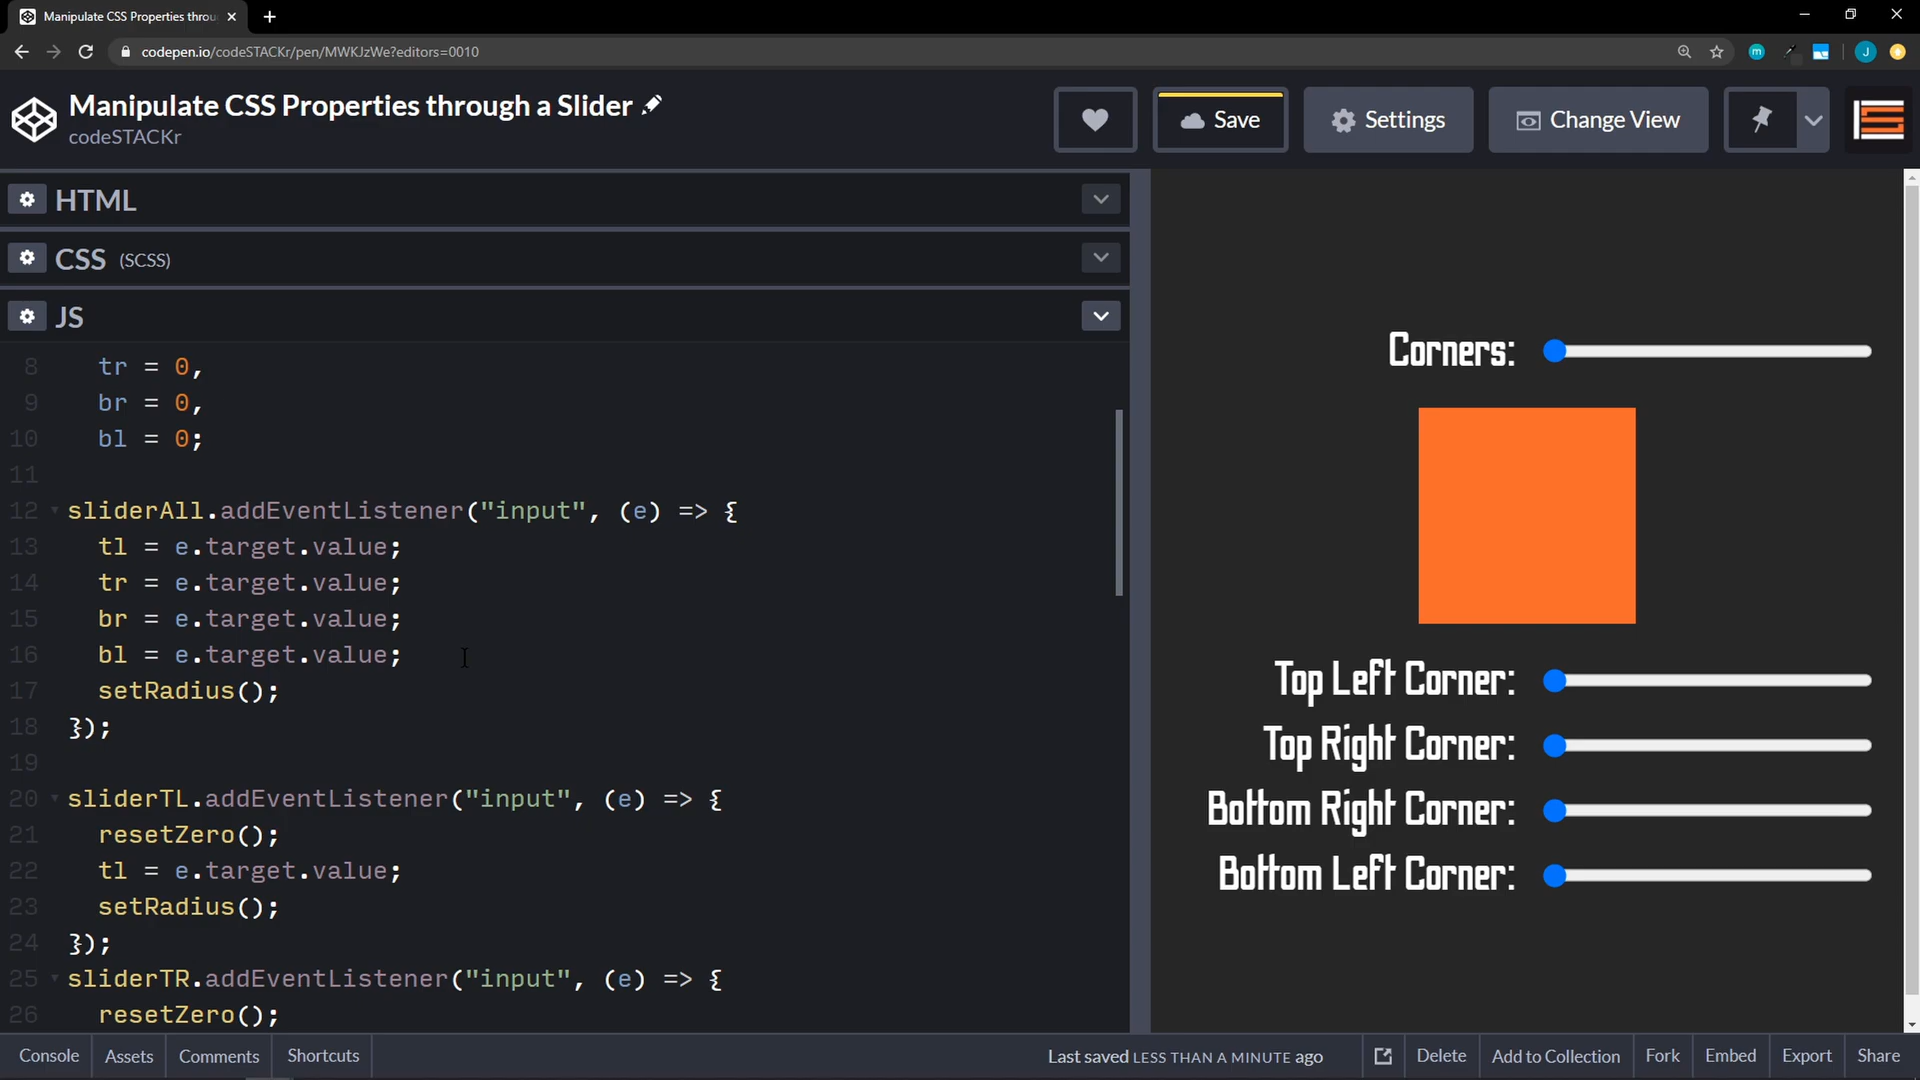 Manipulate CSS Properties throu
codepen.io/codeSTACKr/pen/MWKJzWe?editors=0010
m
J
Manipulate CSS Properties through a Slider
codeSTACKr
Save
Settings
Change View
HTML
CSS (SCSS)
JS
8 tr = 0,
9 br = 0,
10 bl = 0;
11
12 sliderAll.addEventListener("input", (e) => {
13 tl = e.target.value;
14 tr = e.target.value;
15 br = e.target.value;
16 bl = e.target.value;
17 setRadius();
18 });
19
20 sliderTL.addEventListener("input", (e) => {
21 resetZero();
22 tl = e.target.value;
23 setRadius();
24 });
25 sliderTR.addEventListener("input", (e) => {
26 resetZero();
Corners:
Top Left Corner:
Top Right Corner:
Bottom Right Corner:
Bottom Left Corner:
Console Assets Comments Shortcuts Last saved LESS THAN A MINUTE ago Delete Add to Collection Fork Embed Export Share